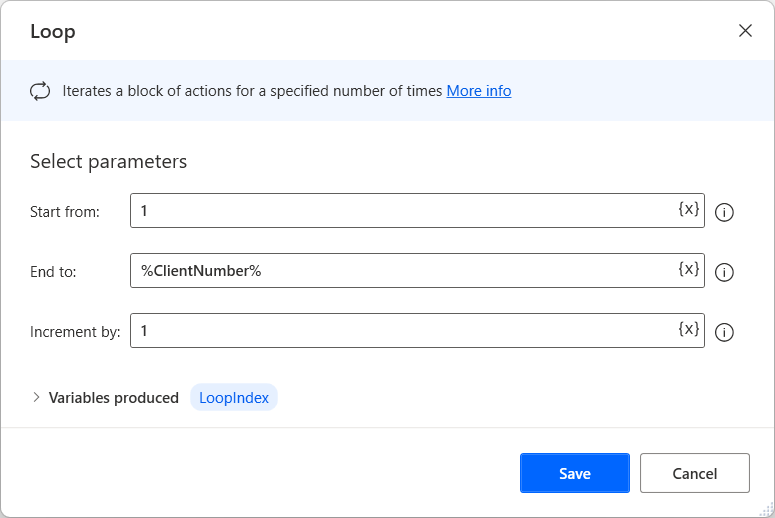 Loop
Iterates a block of actions for a specified number of times More info
Select parameters
Start from: 1 {x}
End to: %ClientNumber% {x}
Increment by: 1 {x}
Variables produced LoopIndex
Save Cancel